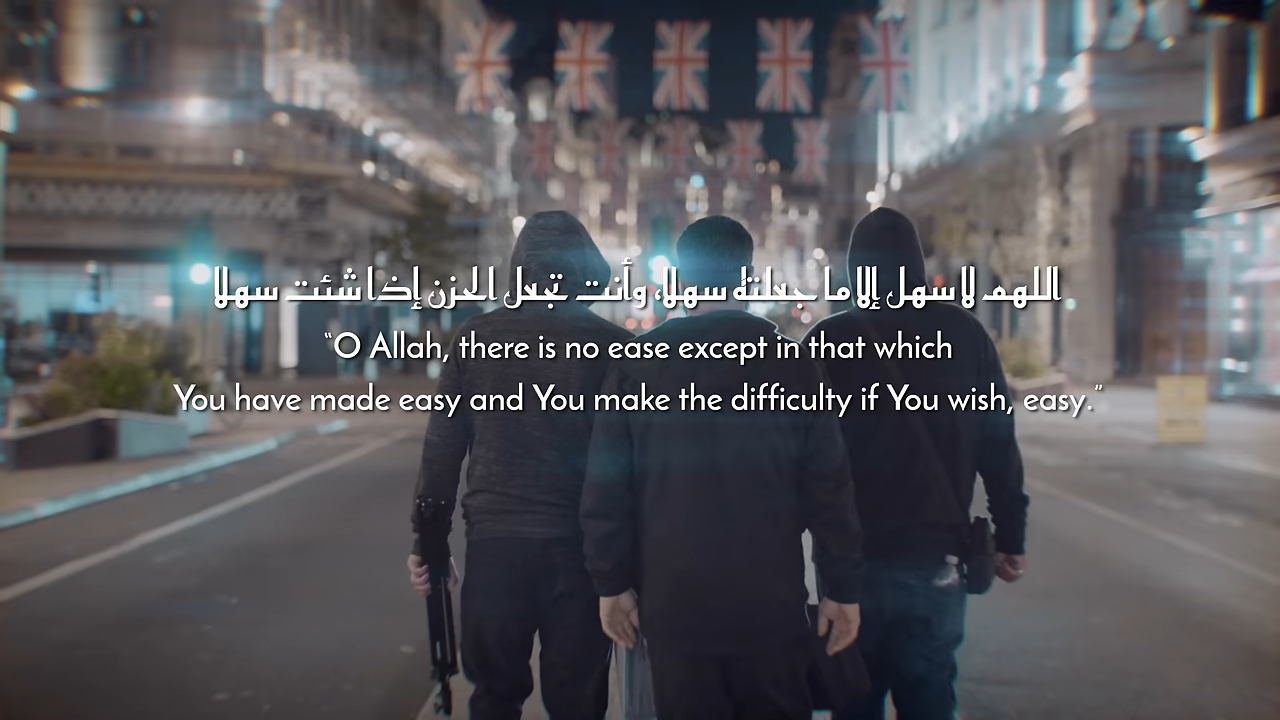 اللهم لا سهل إلا ما جعلته سهلا، وأنت تجعل الحزن إذا شئت سهلا
“O Allah, there is no ease except in that which
You have made easy and You make the difficulty if You wish, easy.”